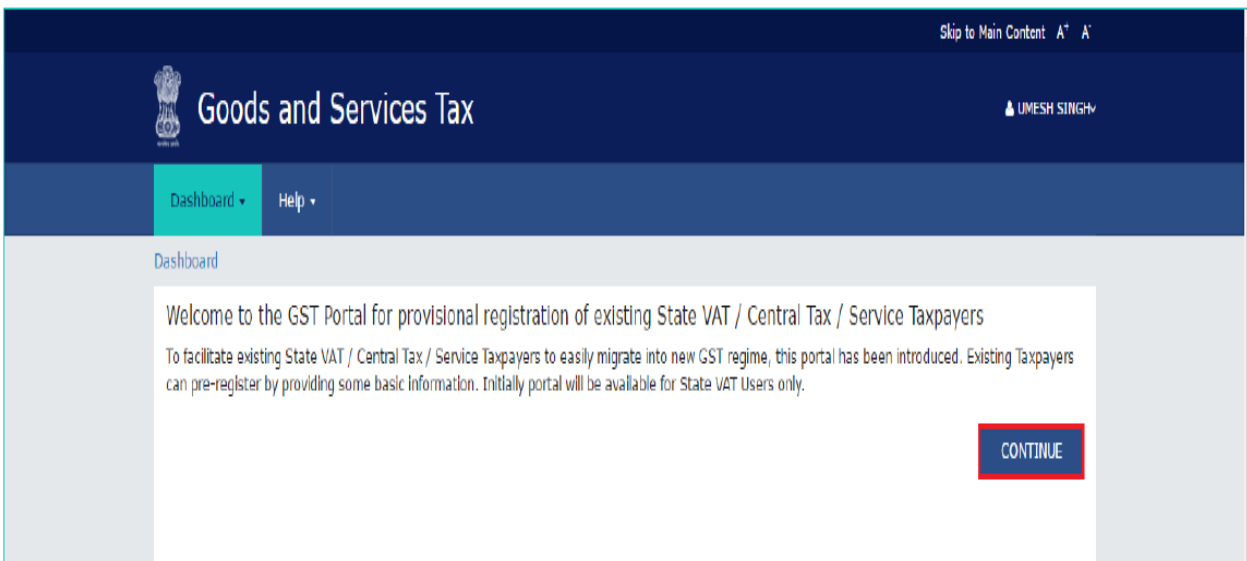 Skip to Main Content A+ A-
Goods and Services Tax
UMESH SINGH
Dashboard
Help
Dashboard
Welcome to the GST Portal for provisional registration of existing State VAT / Central Tax / Service Taxpayers
To facilitate existing State VAT / Central Tax / Service Taxpayers to easily migrate into new GST regime, this portal has been introduced. Existing Taxpayers
can pre-register by providing some basic information. Initially portal will be available for State VAT Users only.
CONTINUE